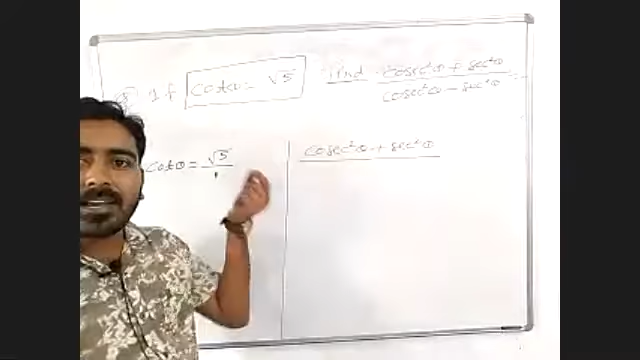 Q. If cotθ = √5 Find cosec²θ + sec²θ
cosec²θ - sec²θ
cotθ = √5
1
cosec²θ + sec²θ